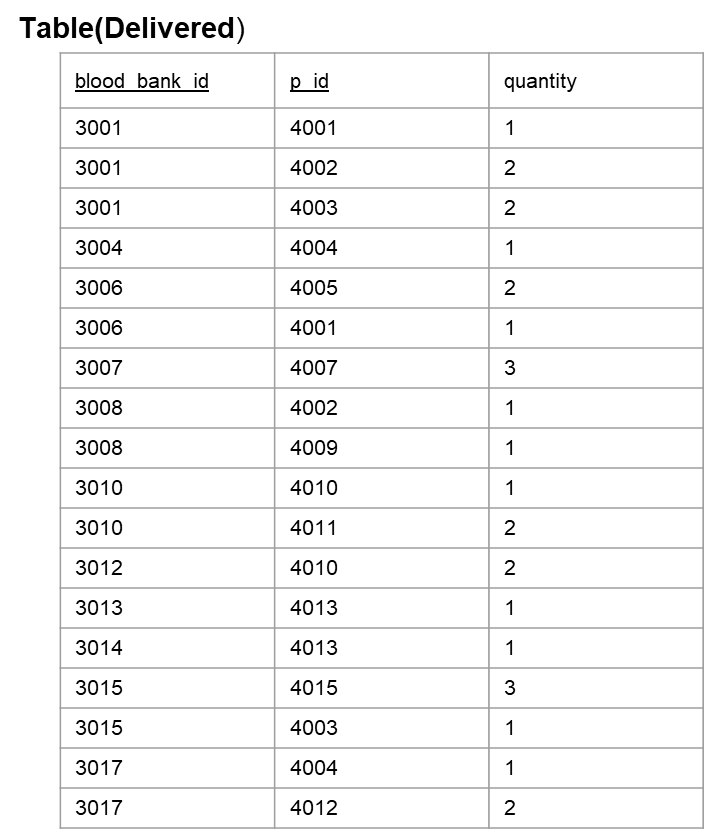 Table(Delivered)
blood_bank_id p_id quantity
3001 4001 1
3001 4002 2
3001 4003 2
3004 4004 1
3006 4005 2
3006 4001 1
3007 4007 3
3008 4002 1
3008 4009 1
3010 4010 1
3010 4011 2
3012 4010 2
3013 4013 1
3014 4013 1
3015 4015 3
3015 4003 1
3017 4004 1
3017 4012 2